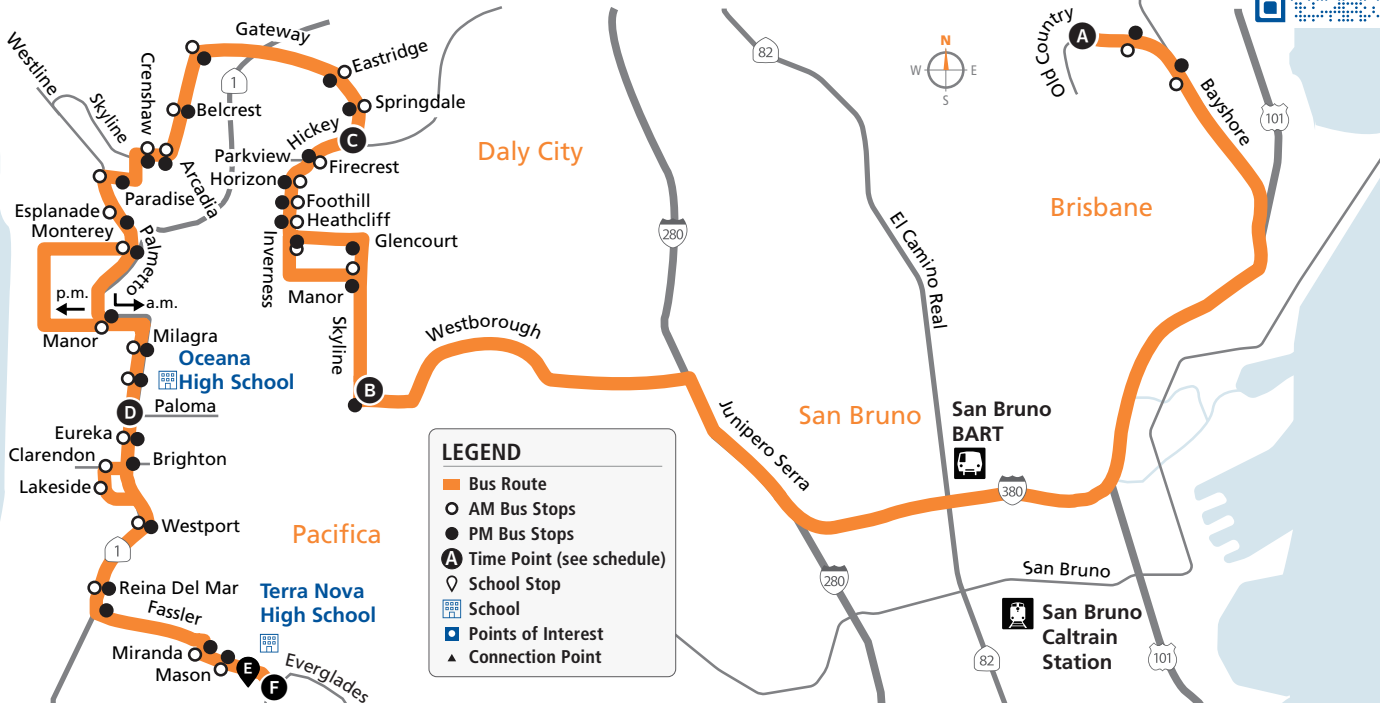 Gateway
Old Country
A
82
N
W E
S
Westline
Skyline
Crenshaw
1
Eastridge
Springdale
Belcrest
Bayshore
101
Hickey
C
Daly City
Parkview
Firecrest
Horizon
Arcadia
Paradise
Foothill
Heathcliff
Brisbane
Esplanade
Monterey
Palmetto
Inverness
Glencourt
280
El Camino Real
p.m.
a.m.
Manor
Manor
Skyline
Westborough
Milagra
Oceana
High School
B
D
Paloma
San Bruno
San Bruno
BART
Junipero Serra
Eureka
Clarendon
Brighton
Lakeside
380
Westport
Pacifica
1
LEGEND
Bus Route
AM Bus Stops
PM Bus Stops
A Time Point (see schedule)
School Stop
School
Points of Interest
Connection Point
280
San Bruno
Reina Del Mar
Fassler
Terra Nova
High School
San Bruno
Caltrain
Station
Miranda
Mason
E
F
Everglades
82
101